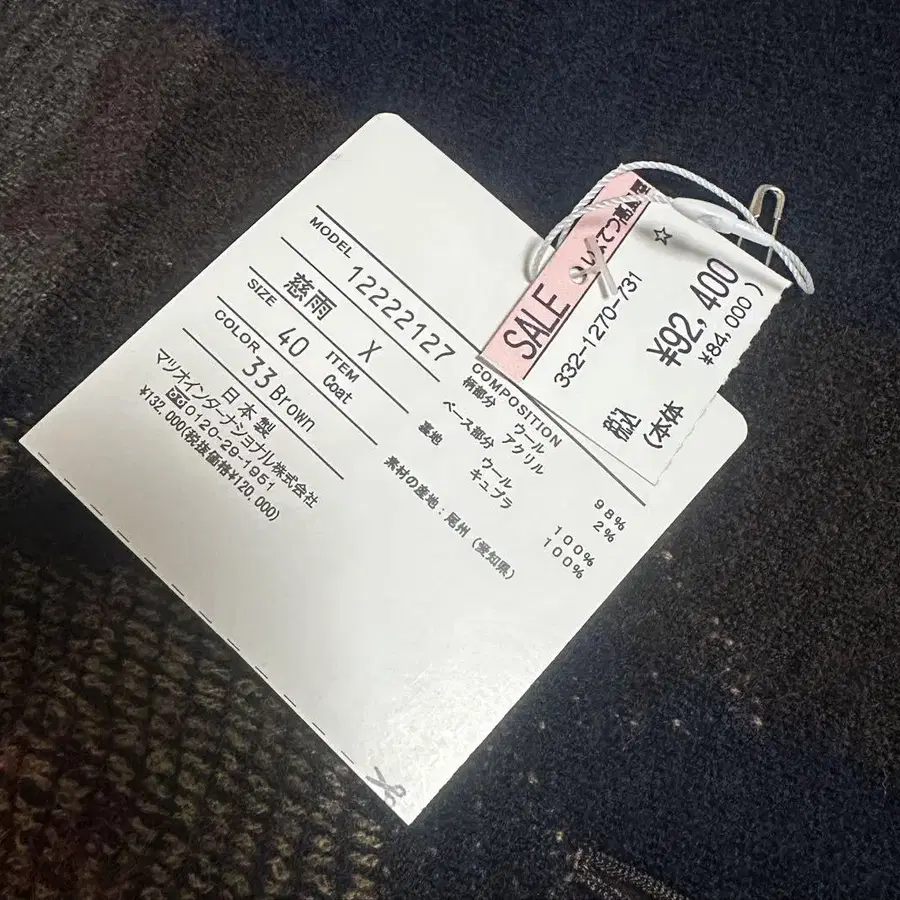 MODEL 12222127
慈雨 X
SIZE 40 ITEM Coat
COLOR 33 Brown
日本製
マツオインターナショナル株式会社
0120-29-1951
¥132,000(税抜価格¥120,000)
COMPOSITION
柄部分 ウール 98%
アクリル 2%
ベース部分 ウール 100%
裏地 キュプラ 100%
素材の産地:尾州(愛知県)
SALE
332-1270-731
☆
税込 ¥92,400
(本体 ¥84,000)